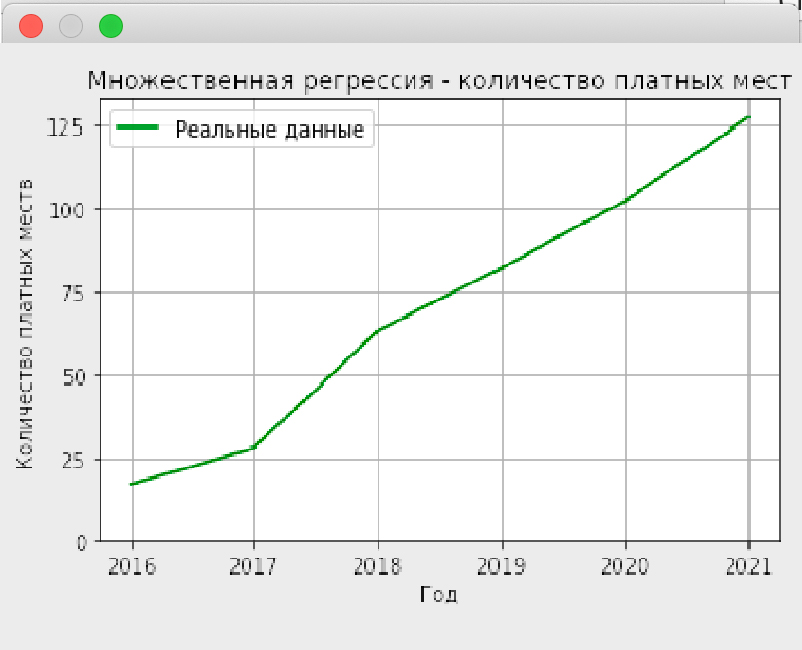 Множественная регрессия - количество платных мест
Реальные данные
Количество платных меств
125
100
75
50
25
0
2016 2017 2018 2019 2020 2021
Год